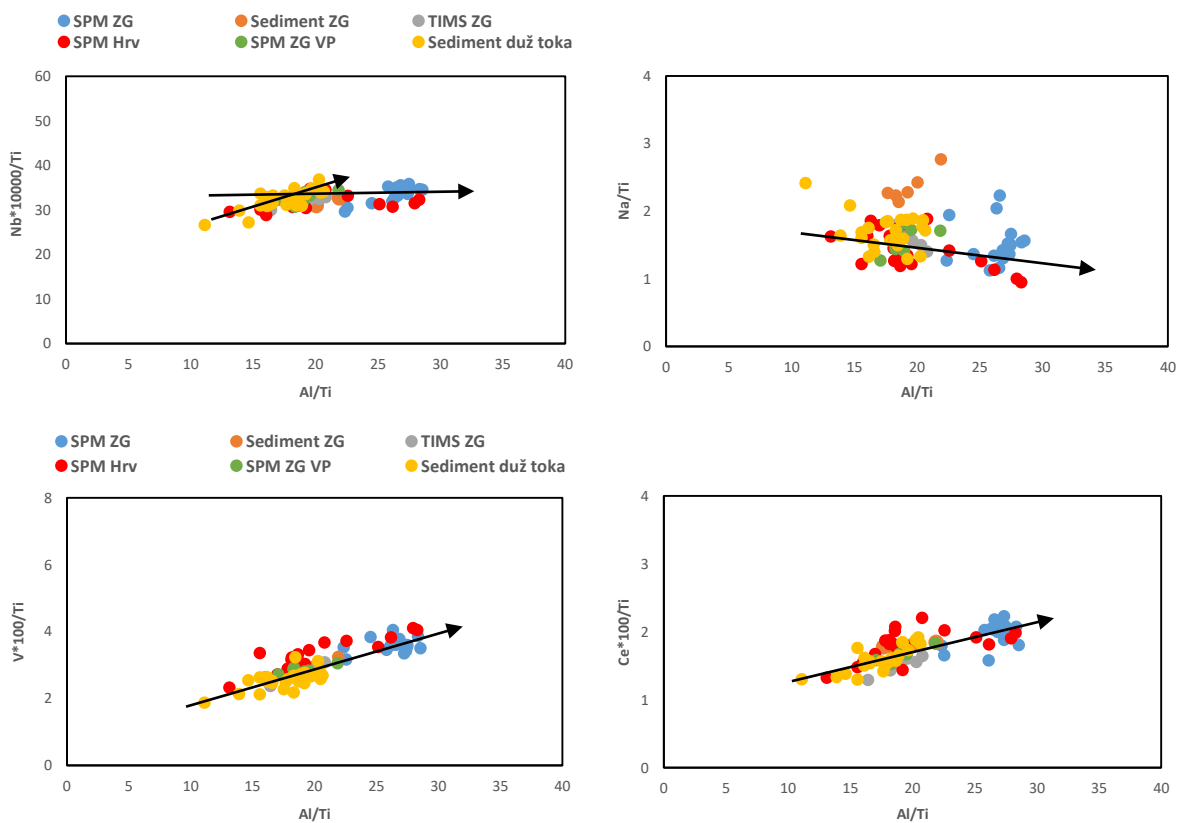 SPM ZG Sediment ZG TIMS ZG
SPM Hrv SPM ZG VP Sediment duž toka
Nb*10000/Ti
60
50
40
30
20
10
0
0 5 10 15 20 25 30 35 40
Al/Ti
Na/Ti
4
3
2
1
0
0 5 10 15 20 25 30 35 40
Al/Ti
SPM ZG Sediment ZG TIMS ZG
SPM Hrv SPM ZG VP Sediment duž toka
V*100/Ti
8
6
4
2
0
0 5 10 15 20 25 30 35 40
Al/Ti
Ce*100/Ti
4
3
2
1
0
0 5 10 15 20 25 30 35 40
Al/Ti